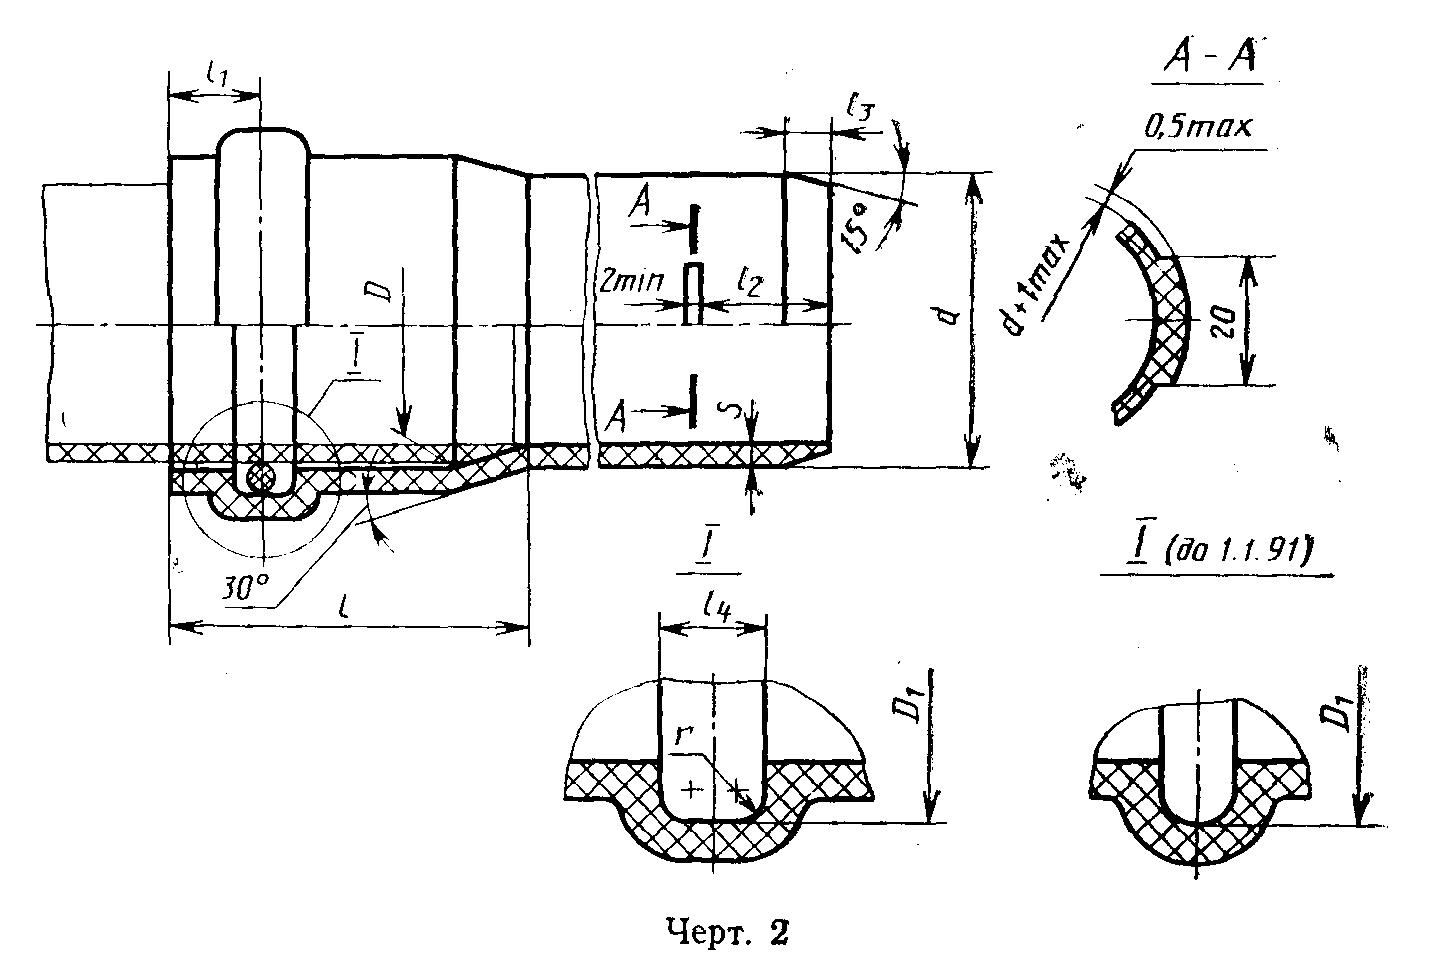 l₁
l₃
А - А
0,5max
15°
А
2min
l₂
D
d
d+1max
20
I
А
S
30°
l
I
I (до 1.1.91)
l₄
r
D₁
D₁
Черт. 2